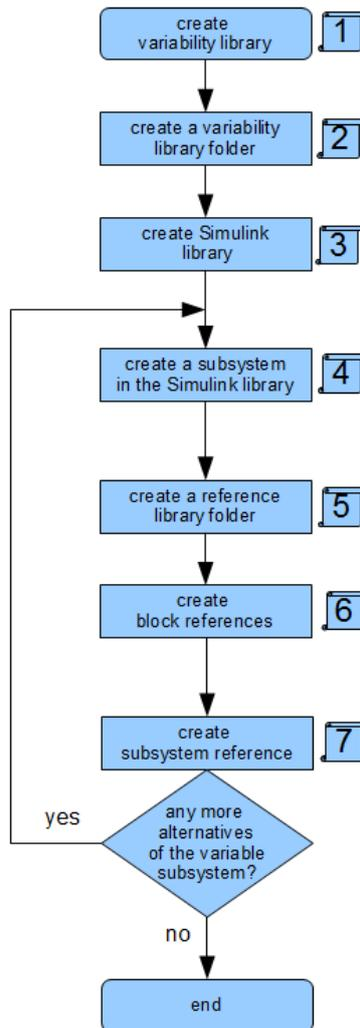 create
variability library
1
create a variability
library folder
2
create Simulink
library
3
create a subsystem
in the Simulink library
4
create a reference
library folder
5
create
block references
6
create
subsystem reference
7
any more
alternatives
of the variable
subsystem?
yes
no
end